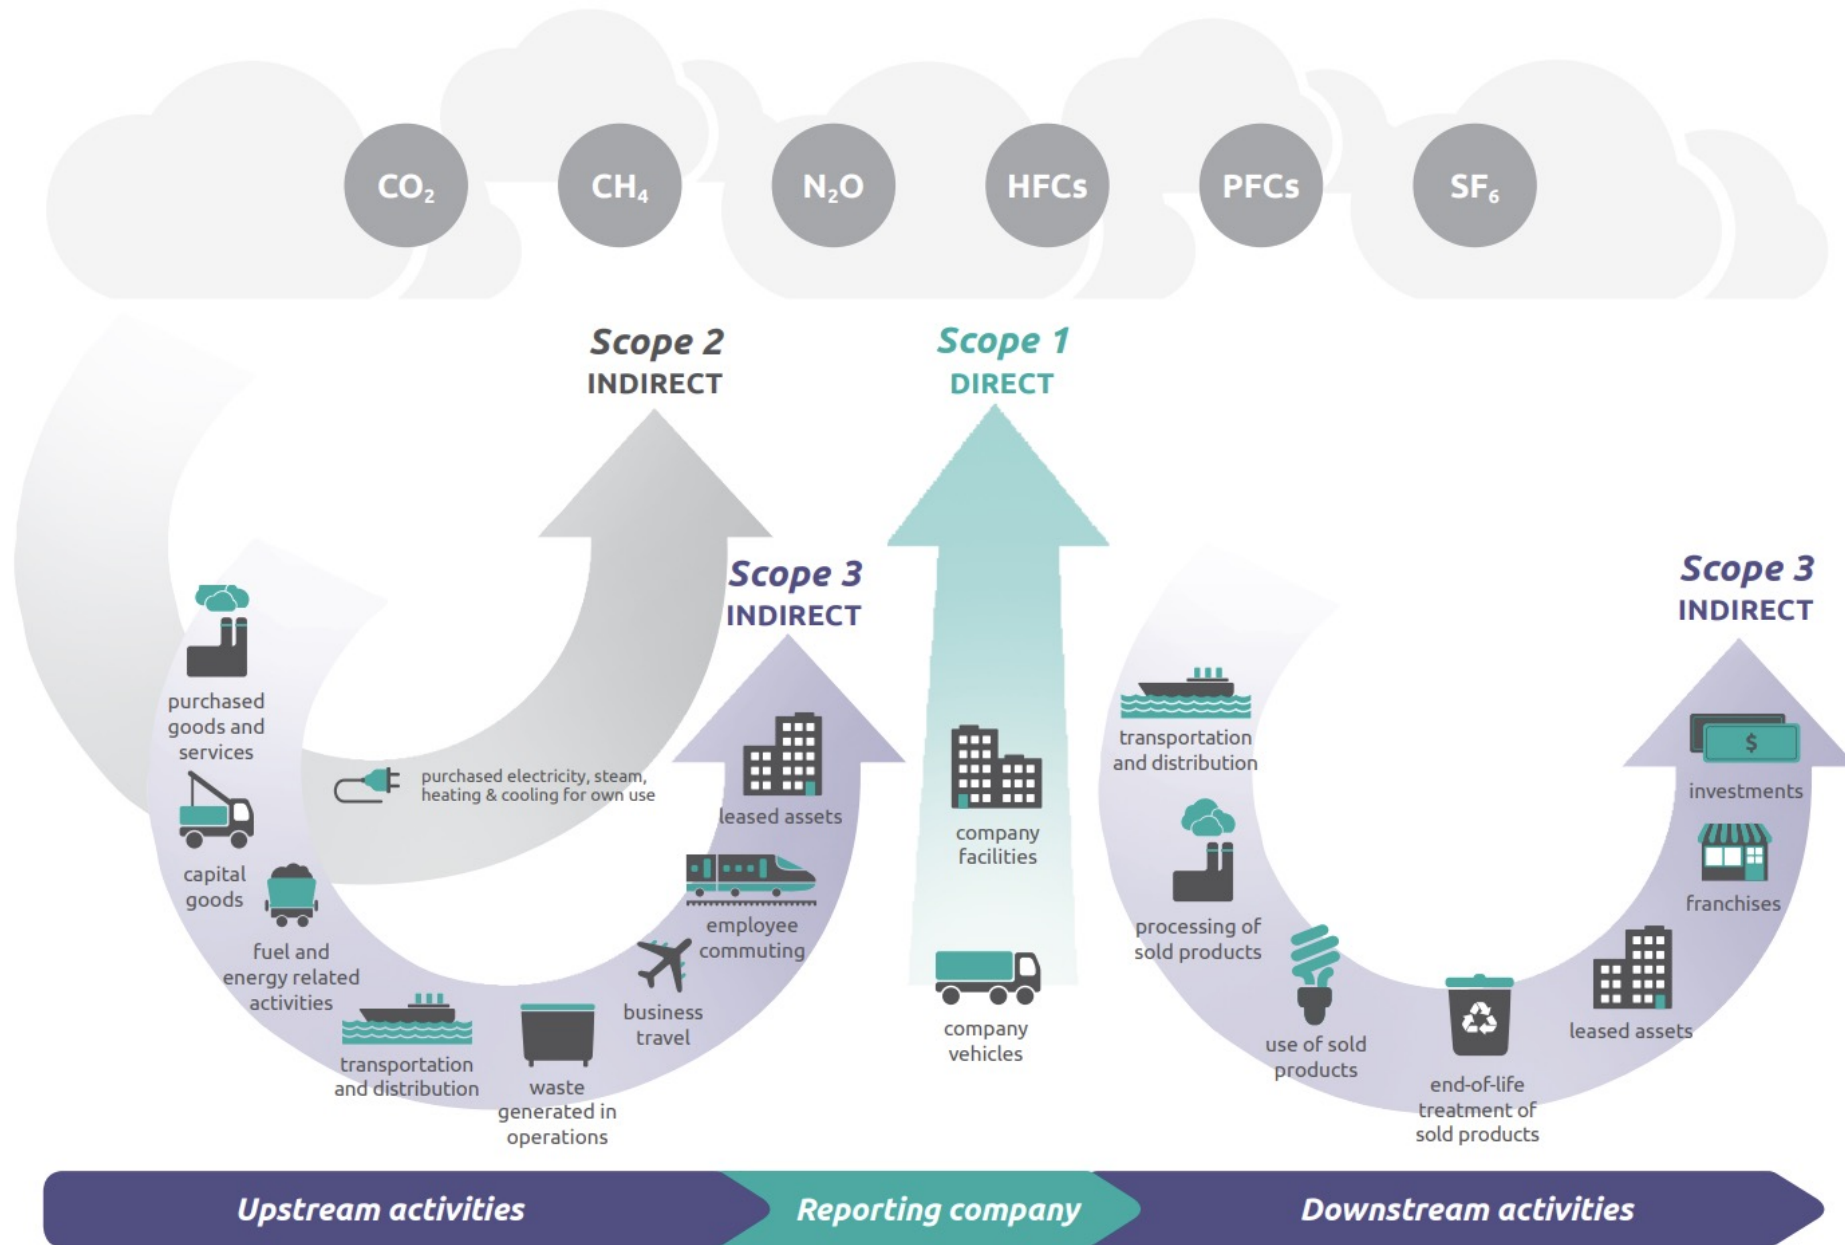 CO₂
CH₄
N₂O
HFCs
PFCs
SF₆
Scope 2
INDIRECT
Scope 1
DIRECT
Scope 3
INDIRECT
Scope 3
INDIRECT
purchased
goods and
services
capital
goods
fuel and
energy related
activities
transportation
and distribution
waste
generated in
operations
business
travel
employee
commuting
leased assets
purchased electricity, steam,
heating & cooling for own use
company
facilities
company
vehicles
transportation
and distribution
processing of
sold products
use of sold
products
end-of-life
treatment of
sold products
leased assets
franchises
$
investments
Upstream activities
Reporting company
Downstream activities